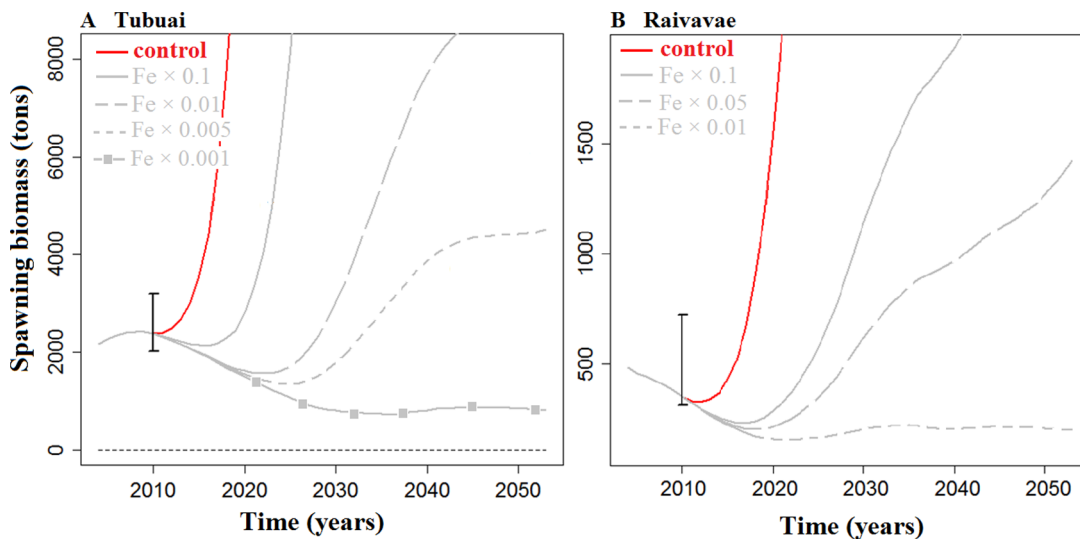 A Tubuai
control
Fe × 0.1
Fe × 0.01
Fe × 0.005
Fe × 0.001
Spawning biomass (tons)
8000
6000
4000
2000
0
2010 2020 2030 2040 2050
Time (years)
B Raivavae
control
Fe × 0.1
Fe × 0.05
Fe × 0.01
1500
1000
500
2010 2020 2030 2040 2050
Time (years)